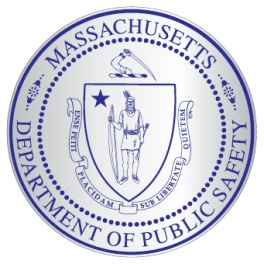 MASSACHUSETTS
DEPARTMENT OF PUBLIC SAFETY
ENSE PETIT
PLACIDAM
SUB LIBERTATE
QUIETEM